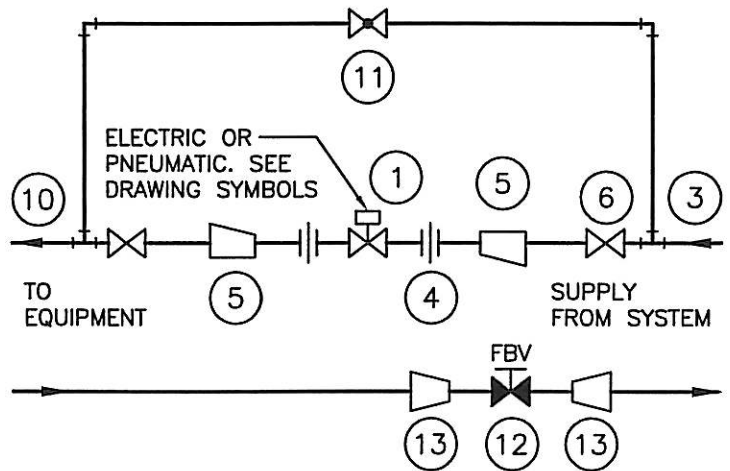 11
ELECTRIC OR
PNEUMATIC. SEE
DRAWING SYMBOLS
1
5
10
6
3
5
4
TO
EQUIPMENT
SUPPLY
FROM SYSTEM
FBV
13
12
13